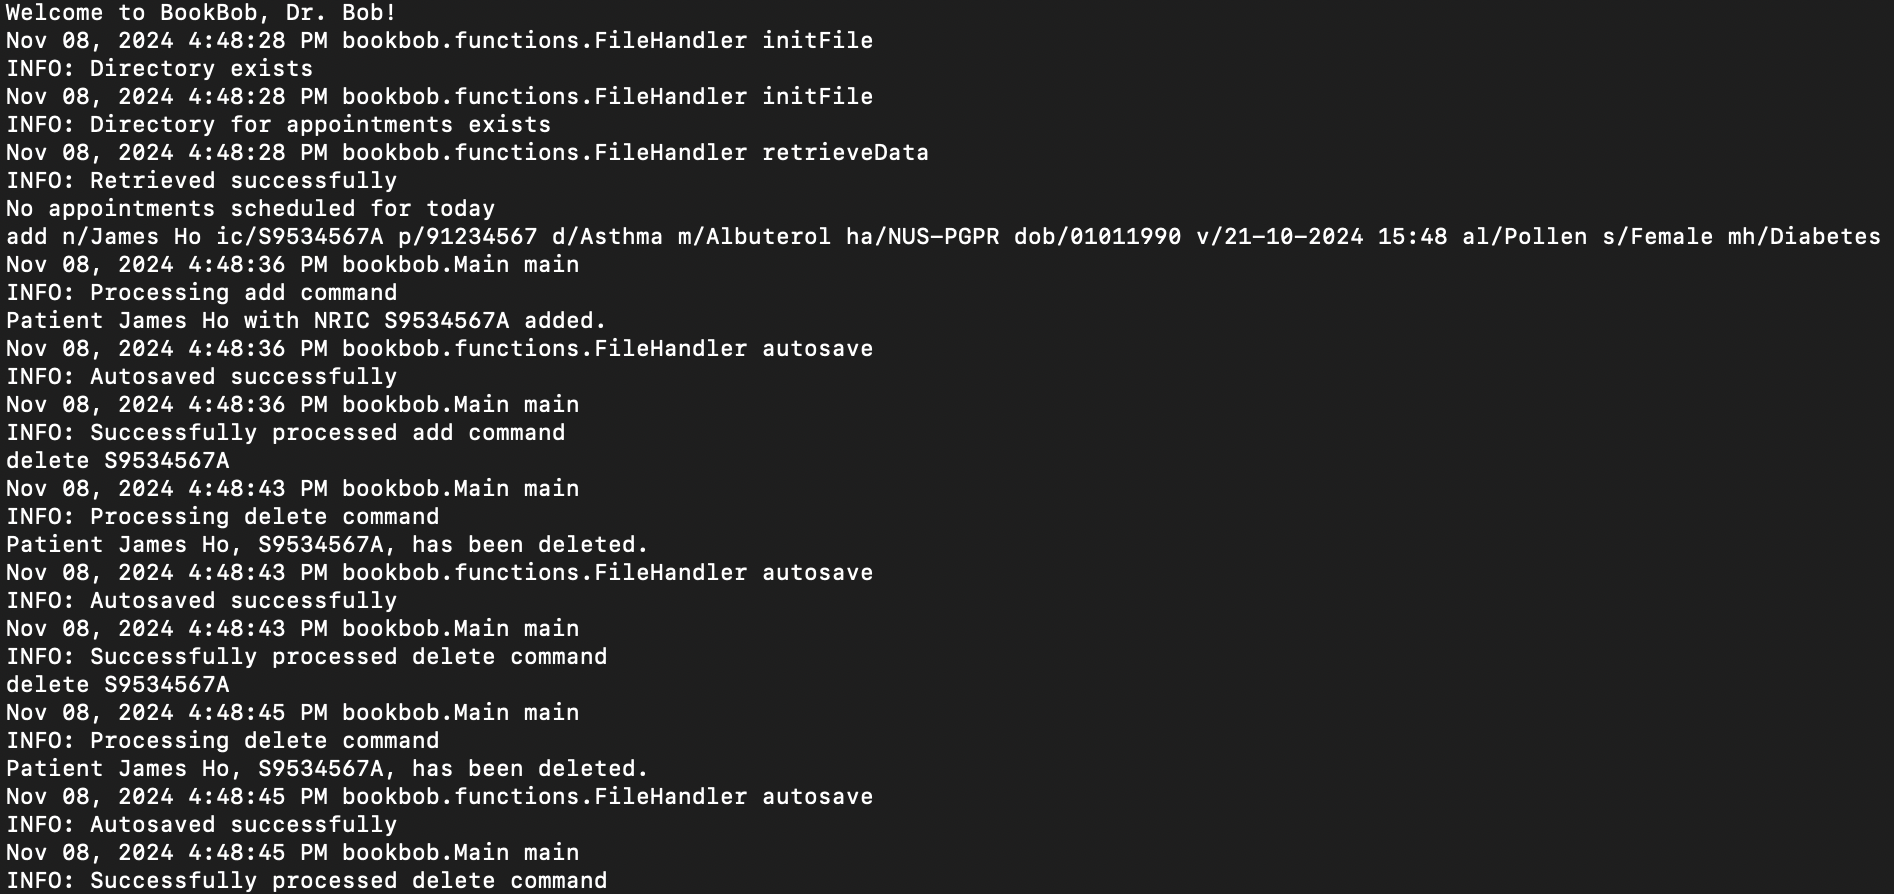 Welcome to BookBob, Dr. Bob!
Nov 08, 2024 4:48:28 PM bookbob.functions.FileHandler initFile
INFO: Directory exists
Nov 08, 2024 4:48:28 PM bookbob.functions.FileHandler initFile
INFO: Directory for appointments exists
Nov 08, 2024 4:48:28 PM bookbob.functions.FileHandler retrieveData
INFO: Retrieved successfully
No appointments scheduled for today
add n/James Ho ic/S9534567A p/91234567 d/Asthma m/Albuterol ha/NUS-PGPR dob/01011990 v/21-10-2024 15:48 al/Pollen s/Female mh/Diabetes
Nov 08, 2024 4:48:36 PM bookbob.Main main
INFO: Processing add command
Patient James Ho with NRIC S9534567A added.
Nov 08, 2024 4:48:36 PM bookbob.functions.FileHandler autosave
INFO: Autosaved successfully
Nov 08, 2024 4:48:36 PM bookbob.Main main
INFO: Successfully processed add command
delete S9534567A
Nov 08, 2024 4:48:43 PM bookbob.Main main
INFO: Processing delete command
Patient James Ho, S9534567A, has been deleted.
Nov 08, 2024 4:48:43 PM bookbob.functions.FileHandler autosave
INFO: Autosaved successfully
Nov 08, 2024 4:48:43 PM bookbob.Main main
INFO: Successfully processed delete command
delete S9534567A
Nov 08, 2024 4:48:45 PM bookbob.Main main
INFO: Processing delete command
Patient James Ho, S9534567A, has been deleted.
Nov 08, 2024 4:48:45 PM bookbob.functions.FileHandler autosave
INFO: Autosaved successfully
Nov 08, 2024 4:48:45 PM bookbob.Main main
INFO: Successfully processed delete command